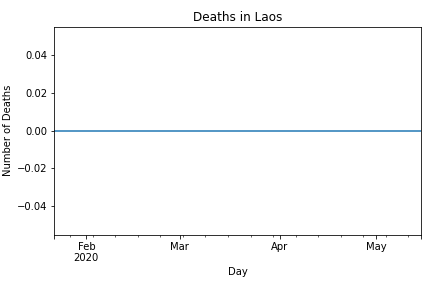 Deaths in Laos
Number of Deaths
0.04
0.02
0.00
−0.02
−0.04
Feb
2020
Mar
Apr
May
Day